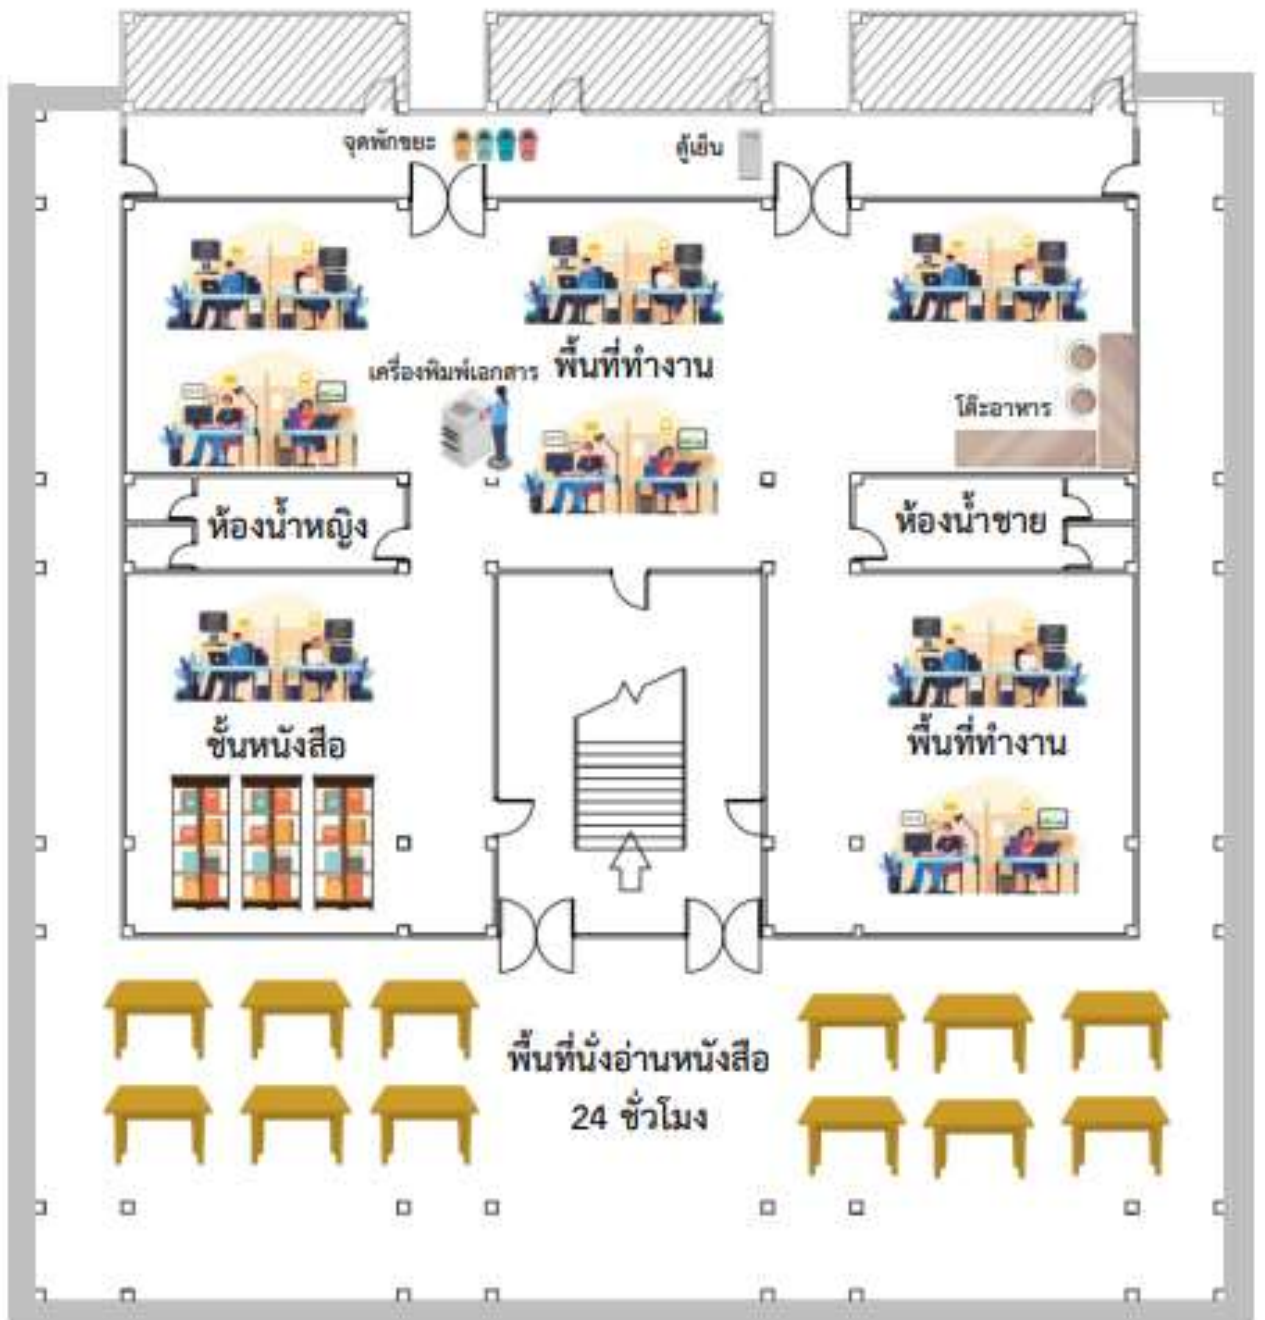 จุดพักขยะ
ตู้เย็น
เครื่องพิมพ์เอกสาร
พื้นที่ทำงาน
โต๊ะอาหาร
ห้องน้ำหญิง
ห้องน้ำชาย
ชั้นหนังสือ
พื้นที่ทำงาน
พื้นที่นั่งอ่านหนังสือ
24 ชั่วโมง